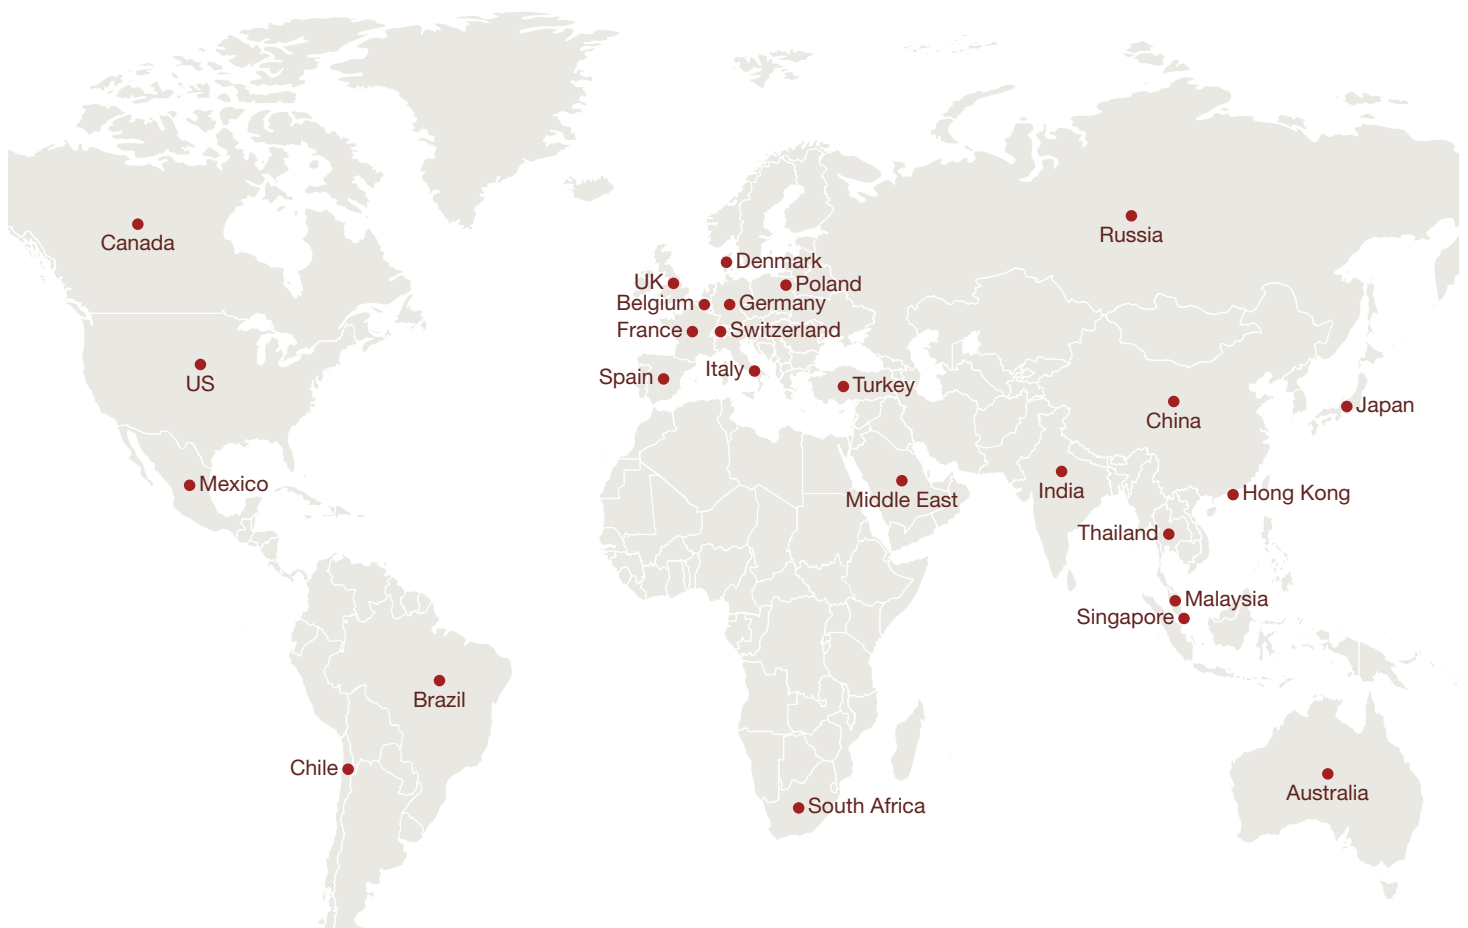 Canada
Russia
Denmark
UK
Poland
Belgium
Germany
France
Switzerland
US
Spain
Italy
Turkey
China
Japan
Mexico
Middle East
India
Hong Kong
Thailand
Malaysia
Singapore
Brazil
Chile
South Africa
Australia